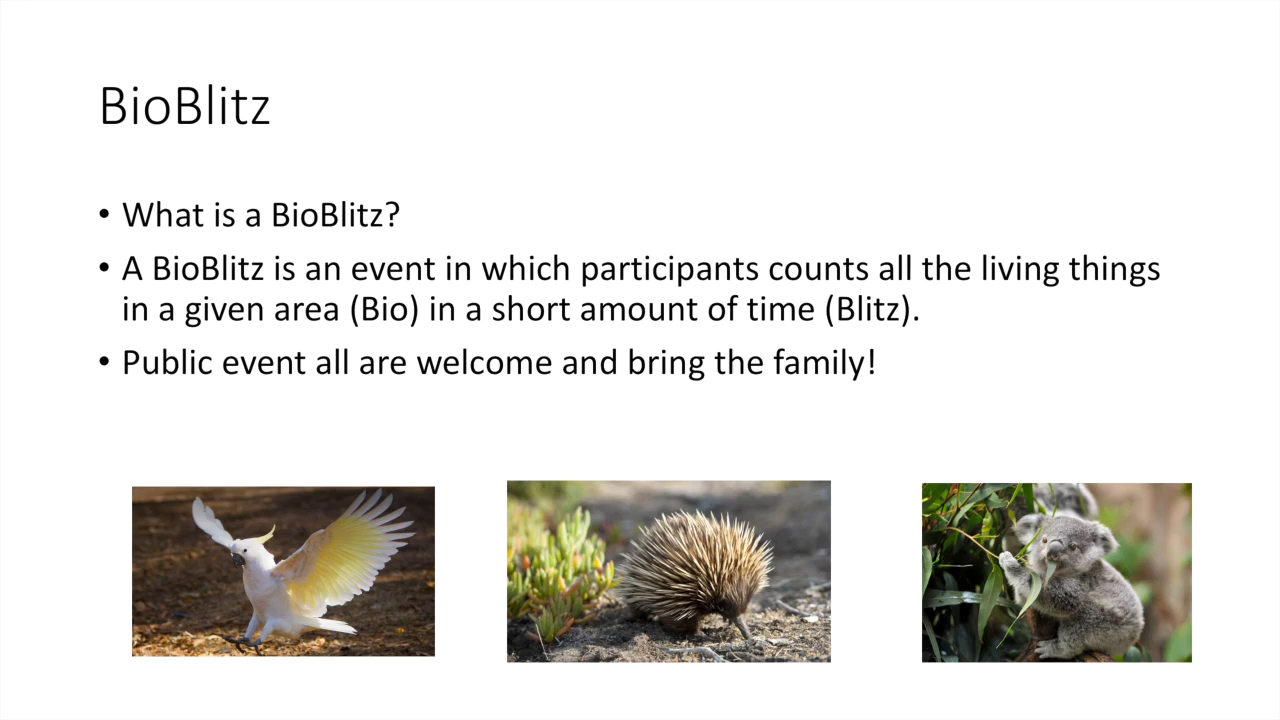 BioBlitz
• What is a BioBlitz?
• A BioBlitz is an event in which participants counts all the living things
in a given area (Bio) in a short amount of time (Blitz).
• Public event all are welcome and bring the family!